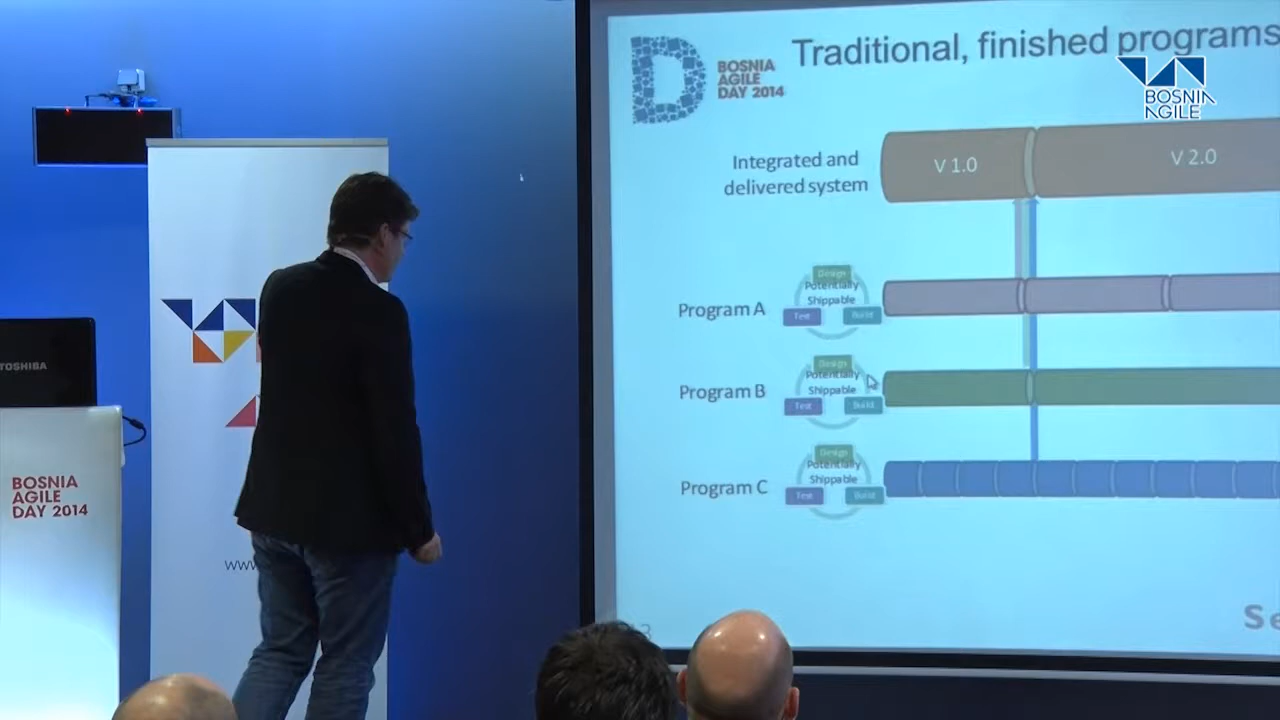 Traditional, finished programs
BOSNIA
AGILE
DAY 2014
BOSNIA
AGILE
Integrated and
delivered system
V 1.0
V 2.0
Program A
Design
Potentially
Shippable
Test
Build
Program B
Design
Potentially
Shippable
Test
Build
Program C
Design
Potentially
Shippable
Test
Build
TOSHIBA
BOSNIA
AGILE
DAY 2014
www
Se